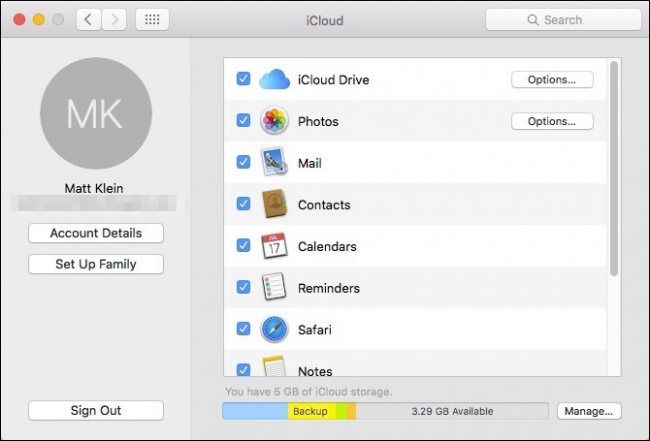 iCloud
Search
MK
Matt Klein
Account Details
Set Up Family
Sign Out
iCloud Drive
Options...
Photos
Options...
Mail
Contacts
JUL
17
Calendars
Reminders
Safari
Notes
You have 5 GB of iCloud storage.
Backup
3.29 GB Available
Manage...